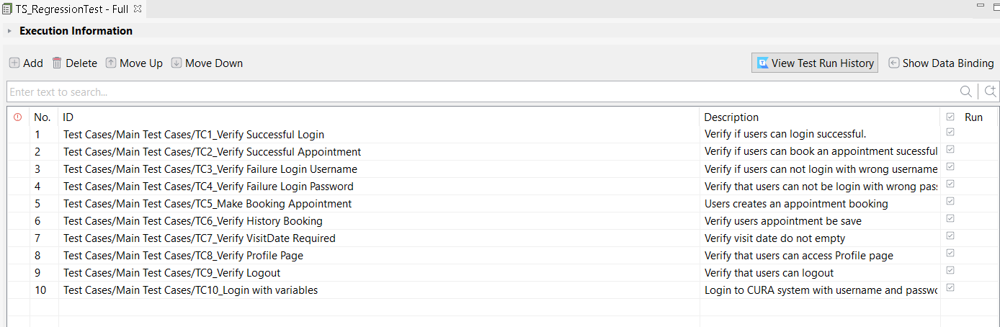 TS_RegressionTest - Full
Execution Information
Add Delete Move Up Move Down View Test Run History Show Data Binding
Enter text to search...
No. ID Description Run
1 Test Cases/Main Test Cases/TC1_Verify Successful Login Verify if users can login successful.
2 Test Cases/Main Test Cases/TC2_Verify Successful Appointment Verify if users can book an appointment sucessful
3 Test Cases/Main Test Cases/TC3_Verify Failure Login Username Verify if users can not login with wrong username
4 Test Cases/Main Test Cases/TC4_Verify Failure Login Password Verify that users can not be login with wrong pas
5 Test Cases/Main Test Cases/TC5_Make Booking Appointment Users creates an appointment booking
6 Test Cases/Main Test Cases/TC6_Verify History Booking Verify users appointment be save
7 Test Cases/Main Test Cases/TC7_Verify VisitDate Required Verify visit date do not empty
8 Test Cases/Main Test Cases/TC8_Verify Profile Page Verify that users can access Profile page
9 Test Cases/Main Test Cases/TC9_Verify Logout Verify that users can logout
10 Test Cases/Main Test Cases/TC10_Login with variables Login to CURA system with username and passwo